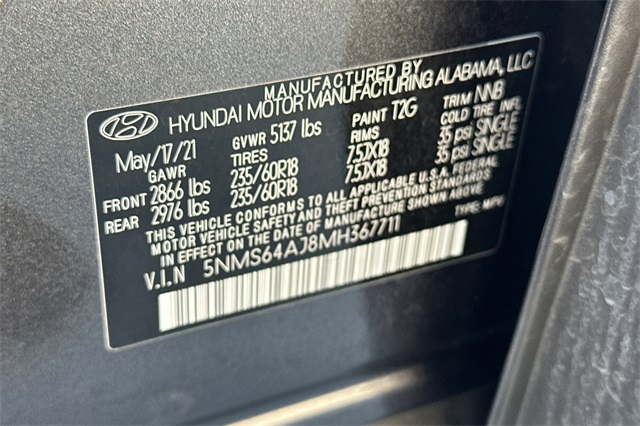 MANUFACTURED BY
HYUNDAI MOTOR MANUFACTURING ALABAMA, LLC
May/17/21 GVWR 5137 lbs PAINT T2G TRIM NNB
GAWR TIRES RIMS COLD TIRE INFL
FRONT 2866 lbs 235/60R18 7.5JX18 35 psi SINGLE
REAR 2976 lbs 235/60R18 7.5JX18 35 psi SINGLE
THIS VEHICLE CONFORMS TO ALL APPLICABLE U.S.A. FEDERAL
MOTOR VEHICLE SAFETY AND THEFT PREVENTION STANDARDS
IN EFFECT ON THE DATE OF MANUFACTURE SHOWN ABOVE
V.I.N 5NMS64AJ8MH367711 TYPE: MPV